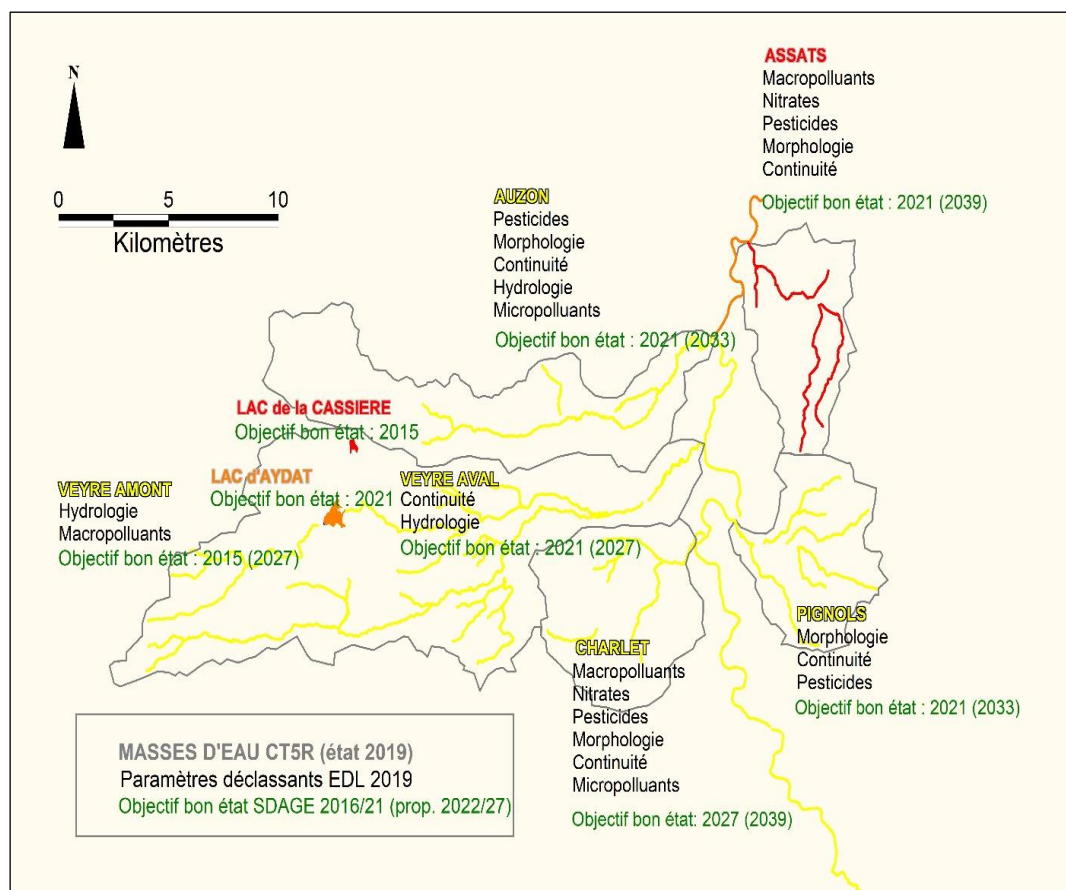 N
0
5
10
Kilomètres
ASSATS
Macropolluants
Nitrates
Pesticides
Morphologie
Continuité
Objectif bon état : 2021 (2039)
AUZON
Pesticides
Morphologie
Continuité
Hydrologie
Micropolluants
Objectif bon état : 2021 (2033)
LAC de la CASSIERE
Objectif bon état : 2015
LAC d'AYDAT
Objectif bon état : 2021
VEYRE AMONT
Hydrologie
Macropolluants
Objectif bon état : 2015 (2027)
VEYRE AVAL
Continuité
Hydrologie
Objectif bon état : 2021 (2027)
PIGNOLS
Morphologie
Continuité
Pesticides
Objectif bon état : 2021 (2033)
CHARLET
Macropolluants
Nitrates
Pesticides
Morphologie
Continuité
Micropolluants
Objectif bon état: 2027 (2039)
MASSES D'EAU CT5R (état 2019)
Paramètres déclassants EDL 2019
Objectif bon état SDAGE 2016/21 (prop. 2022/27)